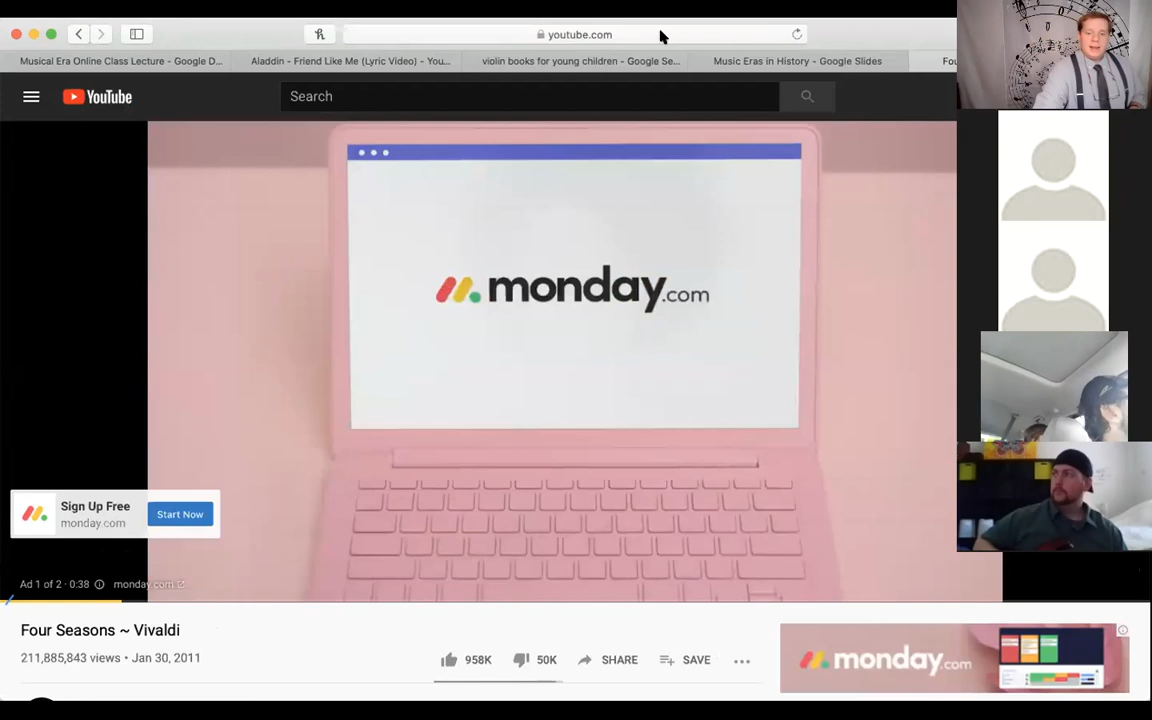 youtube.com
Musical Era Online Class Lecture - Google D...
Aladdin - Friend Like Me (Lyric Video) - You...
violin books for young children - Google Se...
Music Eras in History - Google Slides
Fou
YouTube
Search
monday.com
Sign Up Free
monday.com
Start Now
Ad 1 of 2 · 0:38
monday.com
Four Seasons ~ Vivaldi
211,885,843 views • Jan 30, 2011
958K
50K
SHARE
SAVE
monday.com